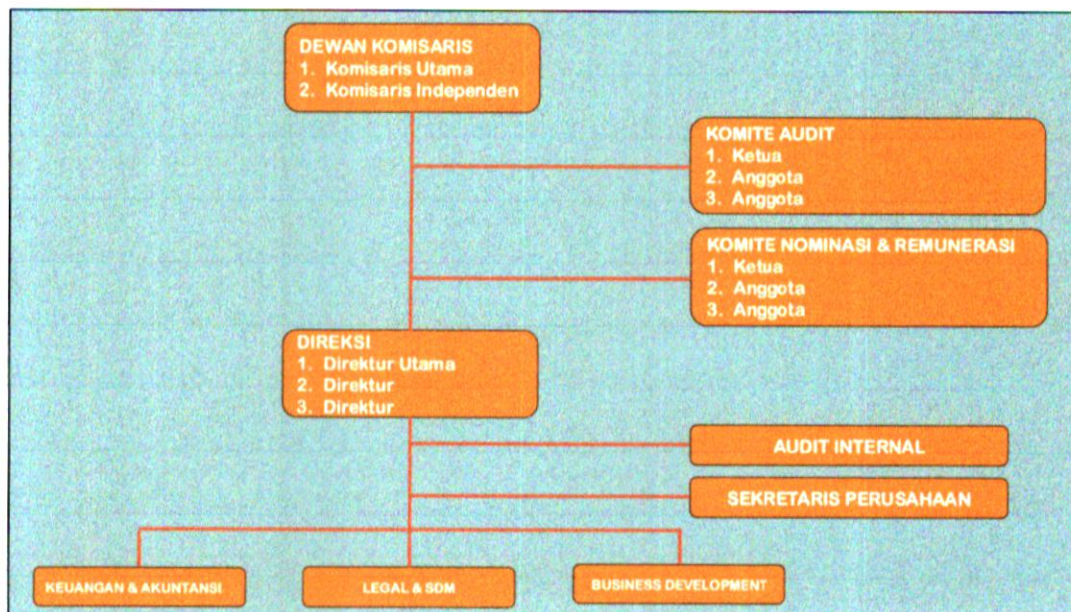 DEWAN KOMISARIS
1. Komisaris Utama
2. Komisaris Independen
KOMITE AUDIT
1. Ketua
2. Anggota
3. Anggota
KOMITE NOMINASI & REMUNERASI
1. Ketua
2. Anggota
3. Anggota
DIREKSI
1. Direktur Utama
2. Direktur
3. Direktur
AUDIT INTERNAL
SEKRETARIS PERUSAHAAN
KEUANGAN & AKUNTANSI
LEGAL & SDM
BUSINESS DEVELOPMENT